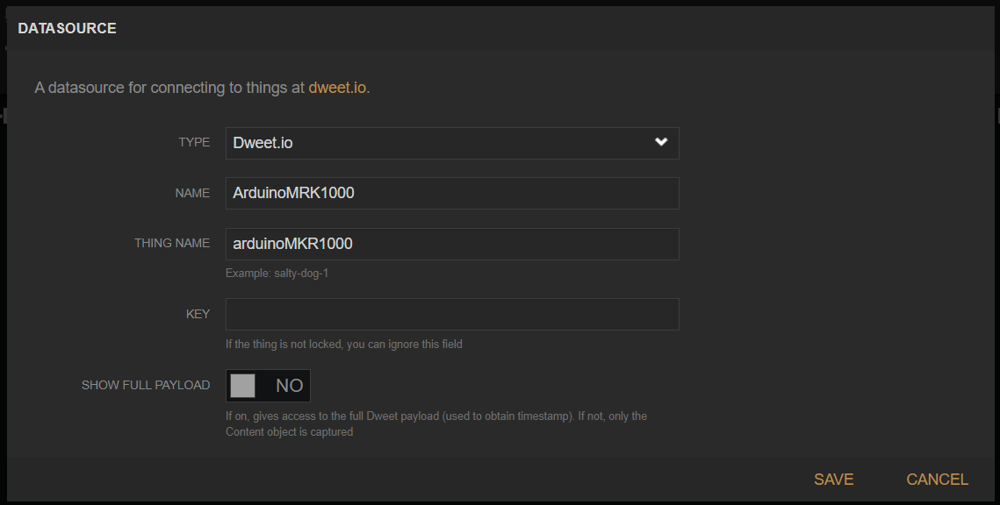 DATASOURCE
A datasource for connecting to things at dweet.io.
TYPE Dweet.io
NAME ArduinoMRK1000
THING NAME arduinoMKR1000
Example: salty-dog-1
KEY
If the thing is not locked, you can ignore this field
SHOW FULL PAYLOAD NO
If on, gives access to the full Dweet payload (used to obtain timestamp). If not, only the
Content object is captured
SAVE CANCEL